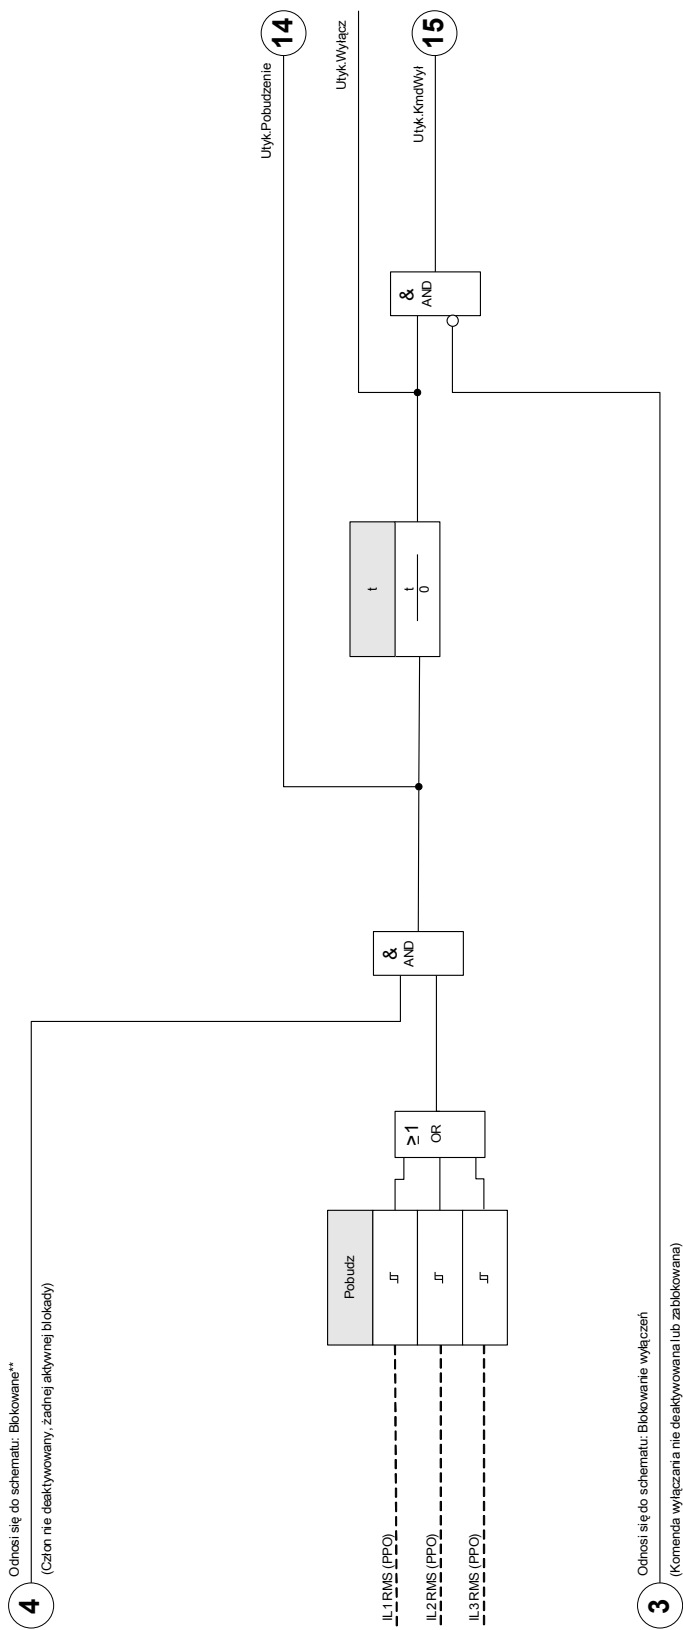 4
Odnosi się do schematu: Blokowane**
(Człon nie deaktywowany, żadnej aktywnej blokady)
14
Utyk.Pobudzenie
Utyk.Wyłącz
15
Utyk.KmdWył
Pobudz
IL1 RMS (PPO)
IL2 RMS (PPO)
IL3 RMS (PPO)
≥1
OR
&
AND
t
t
0
&
AND
3
Odnosi się do schematu: Blokowanie wyłączeń
(Komenda wyłączania nie deaktywowana lub zablokowana)